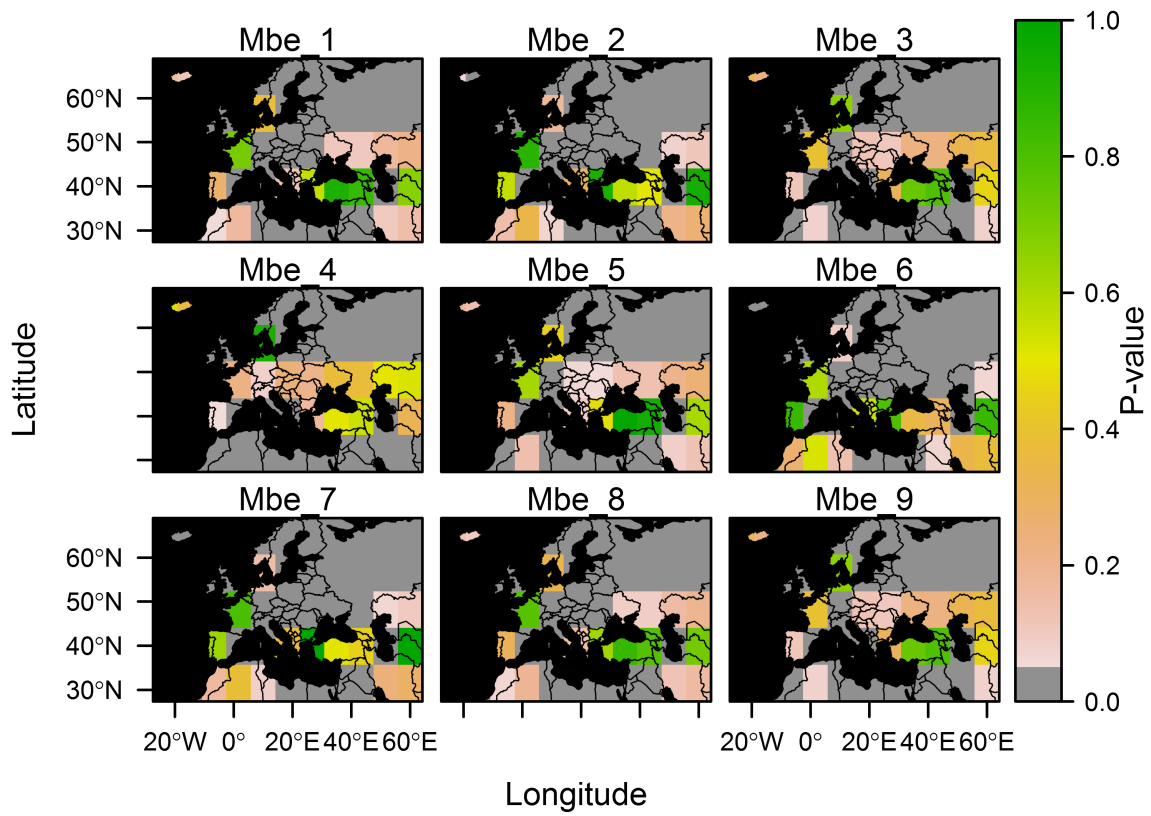 Mbe_1 Mbe_2 Mbe_3
1.0
60°N
50°N
0.8
40°N
30°N
Mbe_4 Mbe_5 Mbe_6
0.6
Latitude
P-value
0.4
Mbe_7 Mbe_8 Mbe_9
60°N
0.2
50°N
40°N
30°N
0.0
20°W 0° 20°E 40°E 60°E 20°W 0° 20°E 40°E 60°E
Longitude